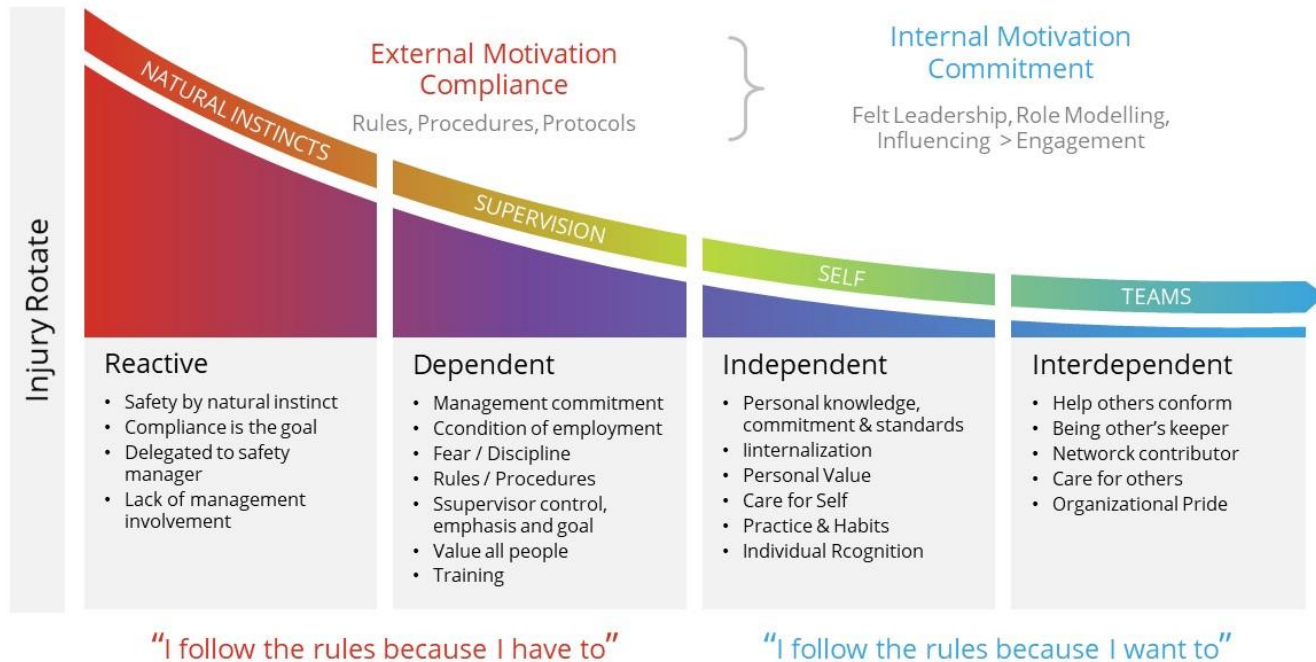 External Motivation
Compliance
Rules, Procedures, Protocols
Internal Motivation
Commitment
Felt Leadership, Role Modelling,
Influencing > Engagement
Injury Rotate
NATURAL INSTINCTS
SUPERVISION
SELF
TEAMS
Reactive
• Safety by natural instinct
• Compliance is the goal
• Delegated to safety
manager
• Lack of management
involvement
Dependent
• Management commitment
• Ccondition of employment
• Fear / Discipline
• Rules / Procedures
• Ssupervisor control,
emphasis and goal
• Value all people
• Training
Independent
• Personal knowledge,
commitment & standards
• Iinternalization
• Personal Value
• Care for Self
• Practice & Habits
• Individual Rcognition
Interdependent
• Help others conform
• Being other’s keeper
• Networck contributor
• Care for others
• Organizational Pride
“I follow the rules because I have to”
“I follow the rules because I want to”